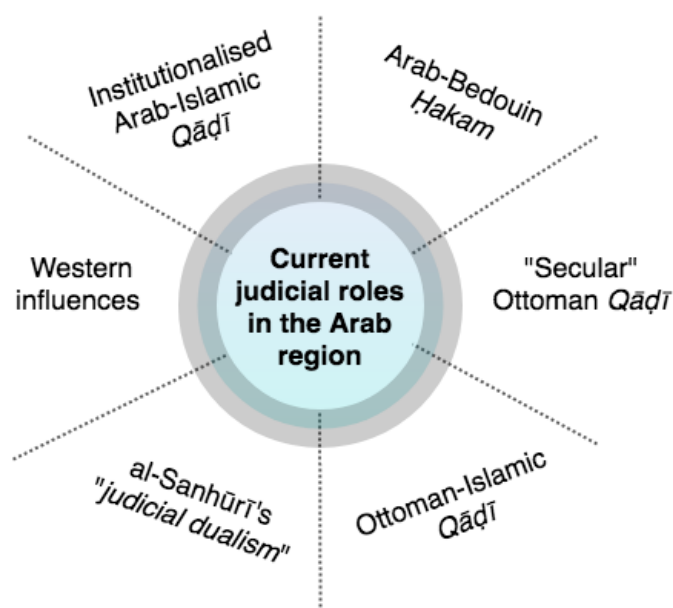 Institutionalised
Arab-Islamic
Qāḍī
Arab-Bedouin
Ḥakam
Western
influences
Current
judicial roles
in the Arab
region
"Secular"
Ottoman Qāḍī
al-Sanhūrī's
"judicial dualism"
Ottoman-Islamic
Qāḍī